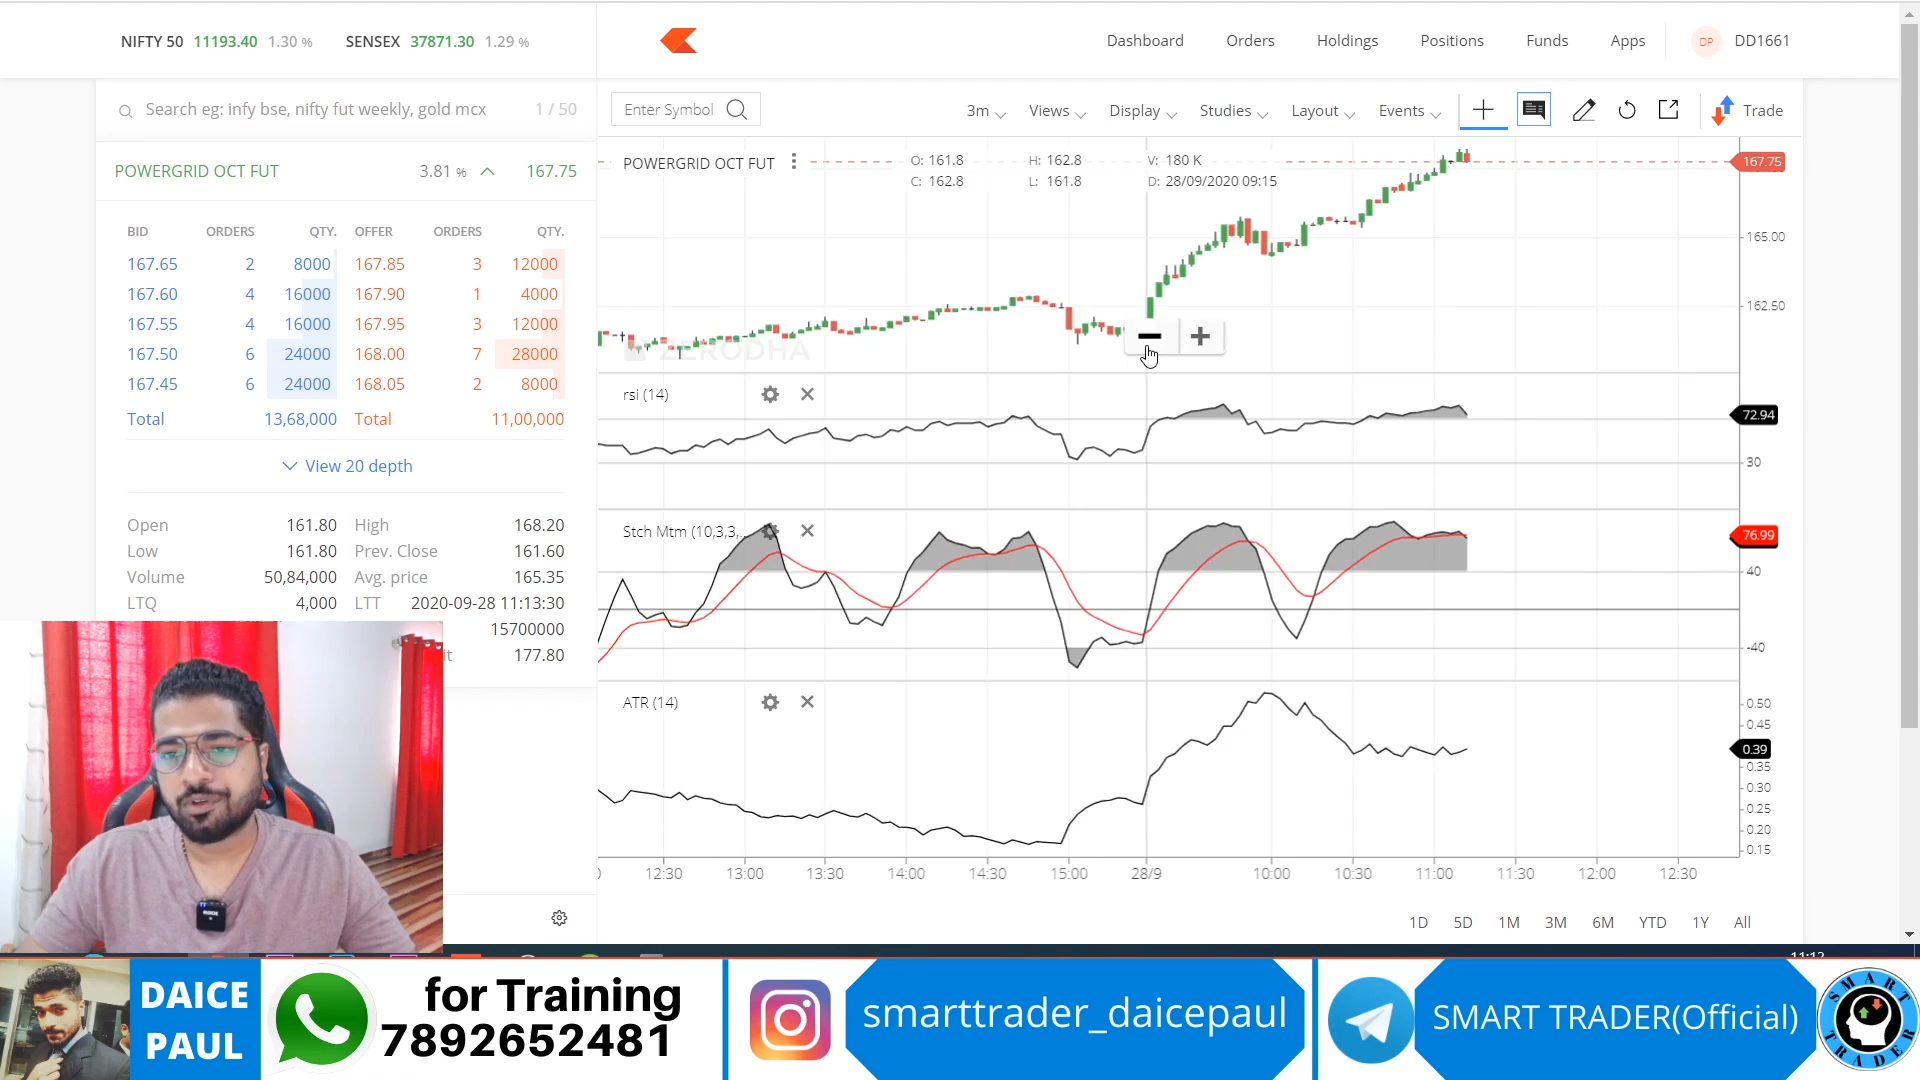 NIFTY 50 11193.40 1.30 % SENSEX 37871.30 1.29 %
Dashboard Orders Holdings Positions Funds Apps DP DD1661
Search eg: infy bse, nifty fut weekly, gold mcx 1 / 50
Enter Symbol 3m Views Display Studies Layout Events Trade
POWERGRID OCT FUT 3.81 % 167.75
BID ORDERS QTY. OFFER ORDERS QTY.
167.65 2 8000 167.85 3 12000
167.60 4 16000 167.90 1 4000
167.55 4 16000 167.95 3 12000
167.50 6 24000 168.00 7 28000
167.45 6 24000 168.05 2 8000
Total 13,68,000 Total 11,00,000
View 20 depth
Open 161.80 High 168.20
Low 161.80 Prev. Close 161.60
Volume 50,84,000 Avg. price 165.35
LTQ 4,000 LTT 2020-09-28 11:13:30
15700000
177.80
POWERGRID OCT FUT O: 161.8 H: 162.8 V: 180 K
C: 162.8 L: 161.8 D: 28/09/2020 09:15
167.75
165.00
162.50
ZERODHA
rsi (14)
72.94
30
Stch Mtm (10,3,3,...
76.99
40
-40
ATR (14)
0.50
0.45
0.39
0.35
0.30
0.25
0.20
0.15
12:30 13:00 13:30 14:00 14:30 15:00 28/9 10:00 10:30 11:00 11:30 12:00 12:30
1D 5D 1M 3M 6M YTD 1Y All
DAICE
PAUL
for Training
7892652481
smarttrader_daicepaul
SMART TRADER(Official)
SMART
TRADER